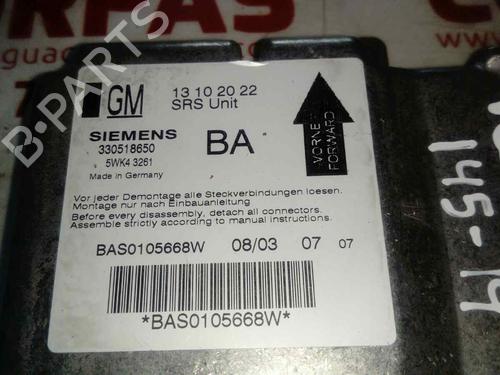 GM
13 10 20 22
SRS Unit
SIEMENS
330518650
5WK4 3261
Made in Germany
BA
VORNE
FORWARD
Vor jeder Demontage alle Steckverbindungen loesen.
Montage nur nach Einbauanleitung
Before every disassembly, detach all connectors.
Assemble strictly according to manual instructions.
BAS0105668W 08/03 07 07
*BAS0105668W*
145-14
B-PARTS